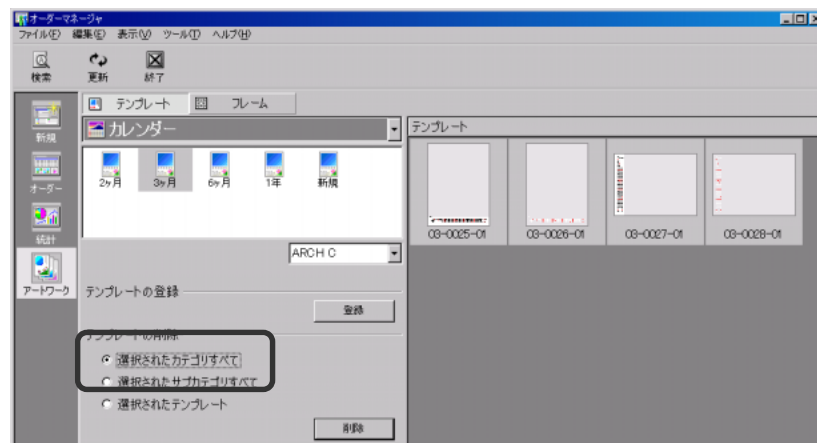 オーダーマネージャ
ファイル(F) 編集(E) 表示(V) ツール(T) ヘルプ(H)
検索 更新 終了
新規
オーダー
統計
アートワーク
テンプレート フレーム
カレンダー
2ヶ月 3ヶ月 6ヶ月 1年 新規
ARCH C
テンプレートの登録
登録
テンプレートの削除
選択されたカテゴリすべて
選択されたサブカテゴリすべて
選択されたテンプレート
削除
テンプレート
03-0025-01 03-0026-01 03-0027-01 03-0028-01